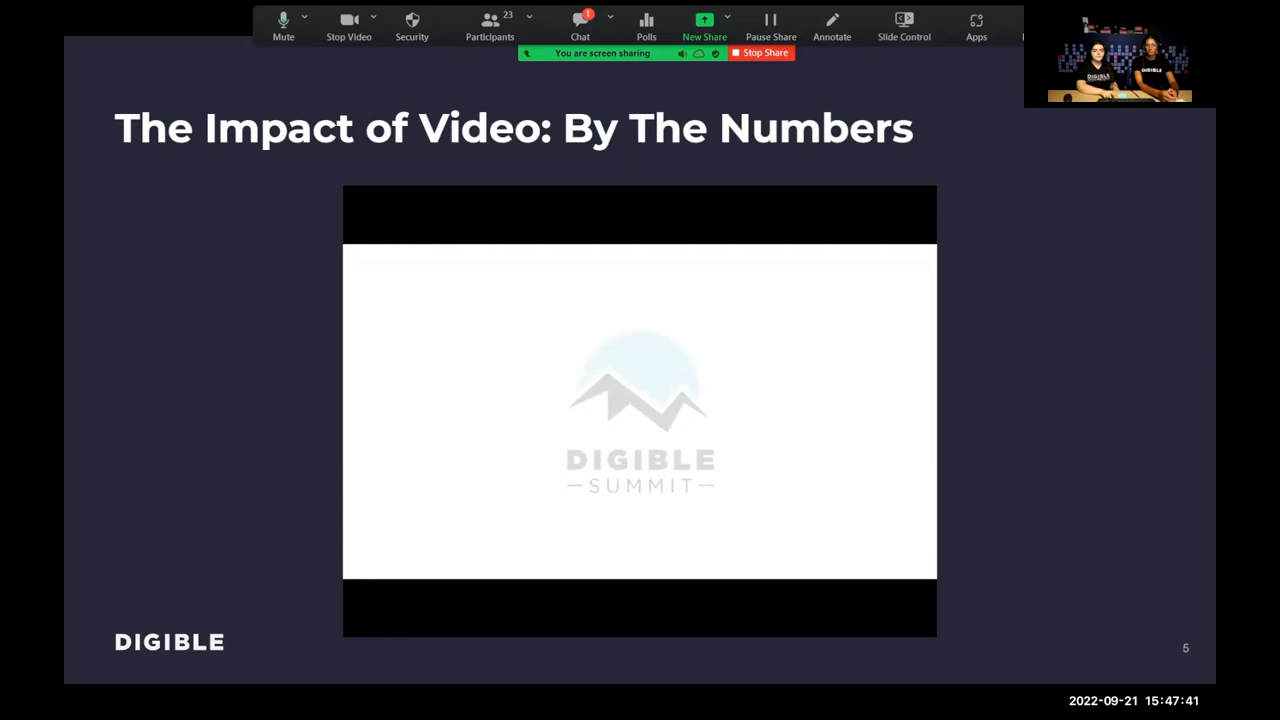 23
1
Mute
Stop Video
Security
Participants
Chat
Polls
New Share
Pause Share
Annotate
Slide Control
Apps
You are screen sharing
Stop Share
DIGIBLE
DIGIBLE
The Impact of Video: By The Numbers
DIGIBLE
SUMMIT
DIGIBLE
5
2022-09-21 15:47:41